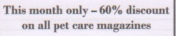 This month only – 60% discount
on all pet care magazines